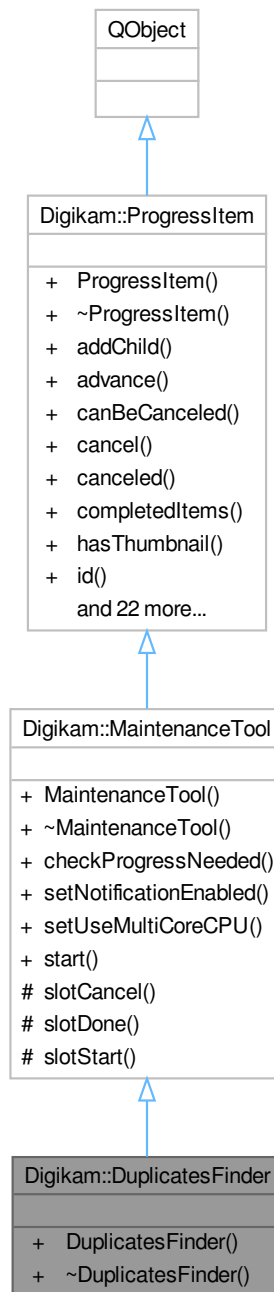 QObject
Digikam::ProgressItem
+ ProgressItem()
+ ~ProgressItem()
+ addChild()
+ advance()
+ canBeCanceled()
+ cancel()
+ canceled()
+ completedItems()
+ hasThumbnail()
+ id()
and 22 more...
Digikam::MaintenanceTool
+ MaintenanceTool()
+ ~MaintenanceTool()
+ checkProgressNeeded()
+ setNotificationEnabled()
+ setUseMultiCoreCPU()
+ start()
# slotCancel()
# slotDone()
# slotStart()
Digikam::DuplicatesFinder
+ DuplicatesFinder()
+ ~DuplicatesFinder()